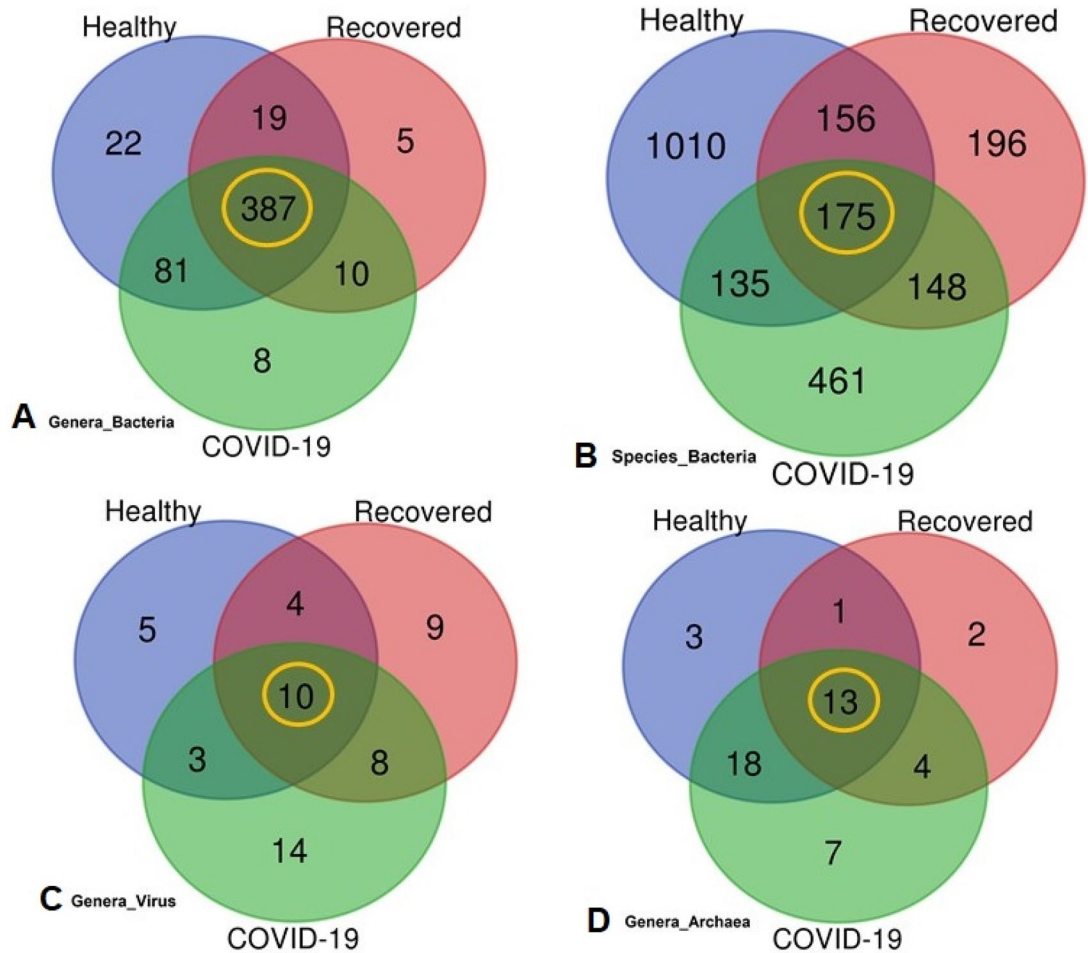 Healthy
Recovered
22
19
5
387
81
10
8
A Genera_Bacteria
COVID-19
Healthy
Recovered
1010
156
196
175
135
148
461
B Species_Bacteria
COVID-19
Healthy
Recovered
5
4
9
10
3
8
14
C Genera_Virus
COVID-19
Healthy
Recovered
3
1
2
13
18
4
7
D Genera_Archaea
COVID-19